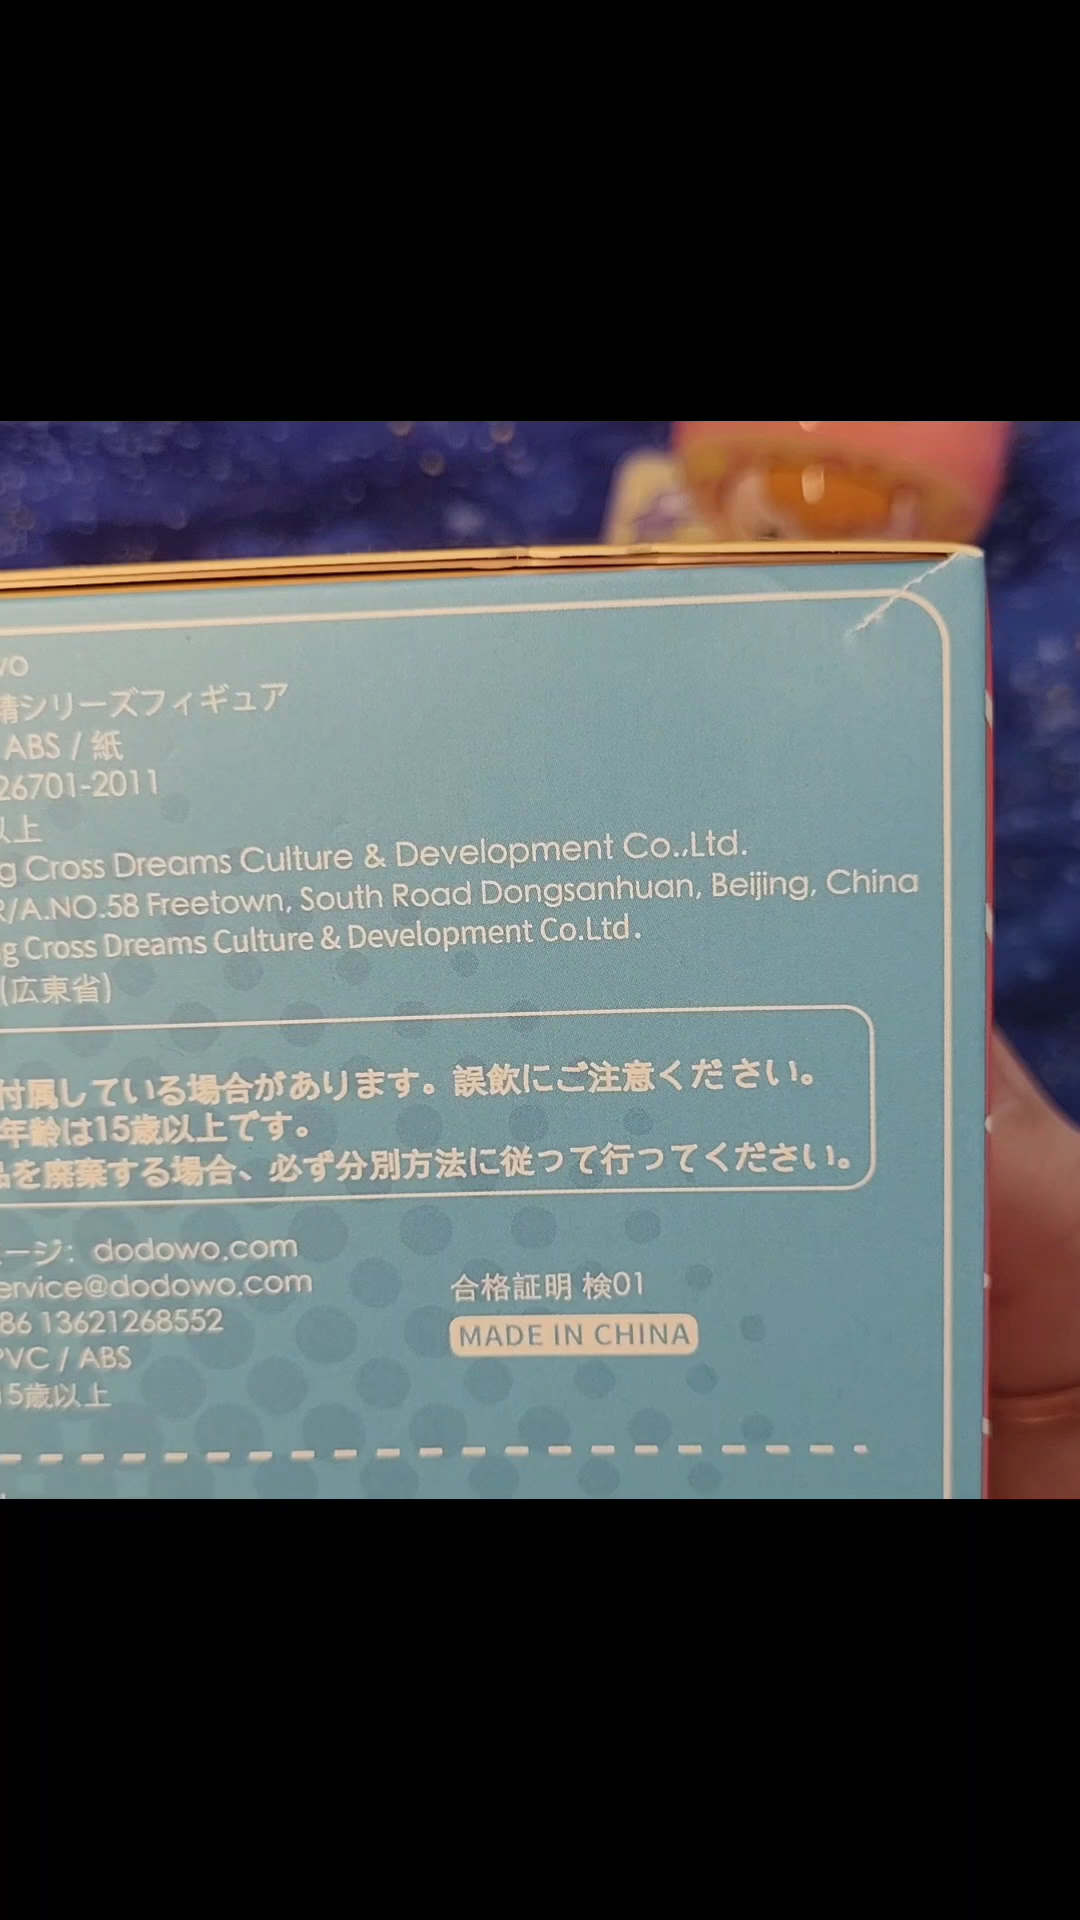 wo
精シリーズフィギュア
ABS / 紙
26701-2011
以上
g Cross Dreams Culture & Development Co.,Ltd.
R/A.NO.58 Freetown, South Road Dongsanhuan, Beijing, China
g Cross Dreams Culture & Development Co.Ltd.
(広東省)
付属している場合があります。誤飲にご注意ください。
年齢は15歳以上です。
品を廃棄する場合、必ず分別方法に従って行ってください。
ージ: dodowo.com
ervice@dodowo.com
86 13621268552
PVC / ABS
15歳以上
合格証明 検01
MADE IN CHINA